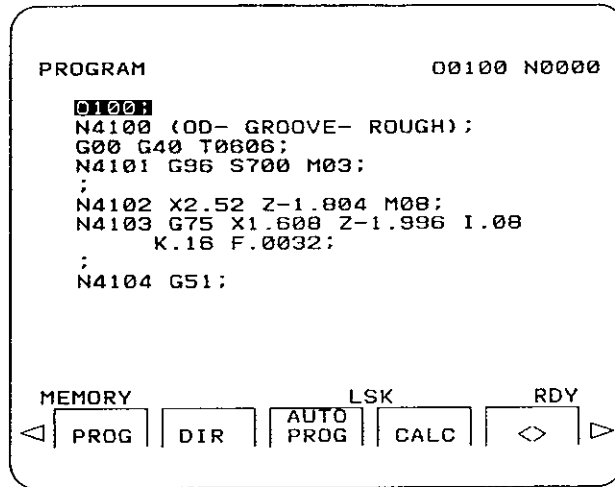 PROGRAM O0100 N0000
O100;
N4100 (OD- GROOVE- ROUGH);
G00 G40 T0606;
N4101 G96 S700 M03;
;
N4102 X2.52 Z-1.804 M08;
N4103 G75 X1.608 Z-1.996 I.08
K.16 F.0032;
;
N4104 G51;
MEMORY LSK RDY
PROG DIR AUTO PROG CALC <>